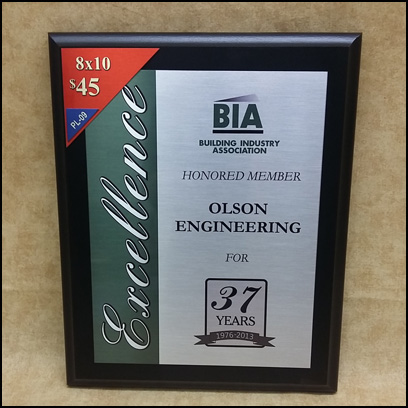 8x10
$45
PL-09
Excellence
BIA
BUILDING INDUSTRY
ASSOCIATION
HONORED MEMBER
OLSON
ENGINEERING
FOR
37
YEARS
1976-2013